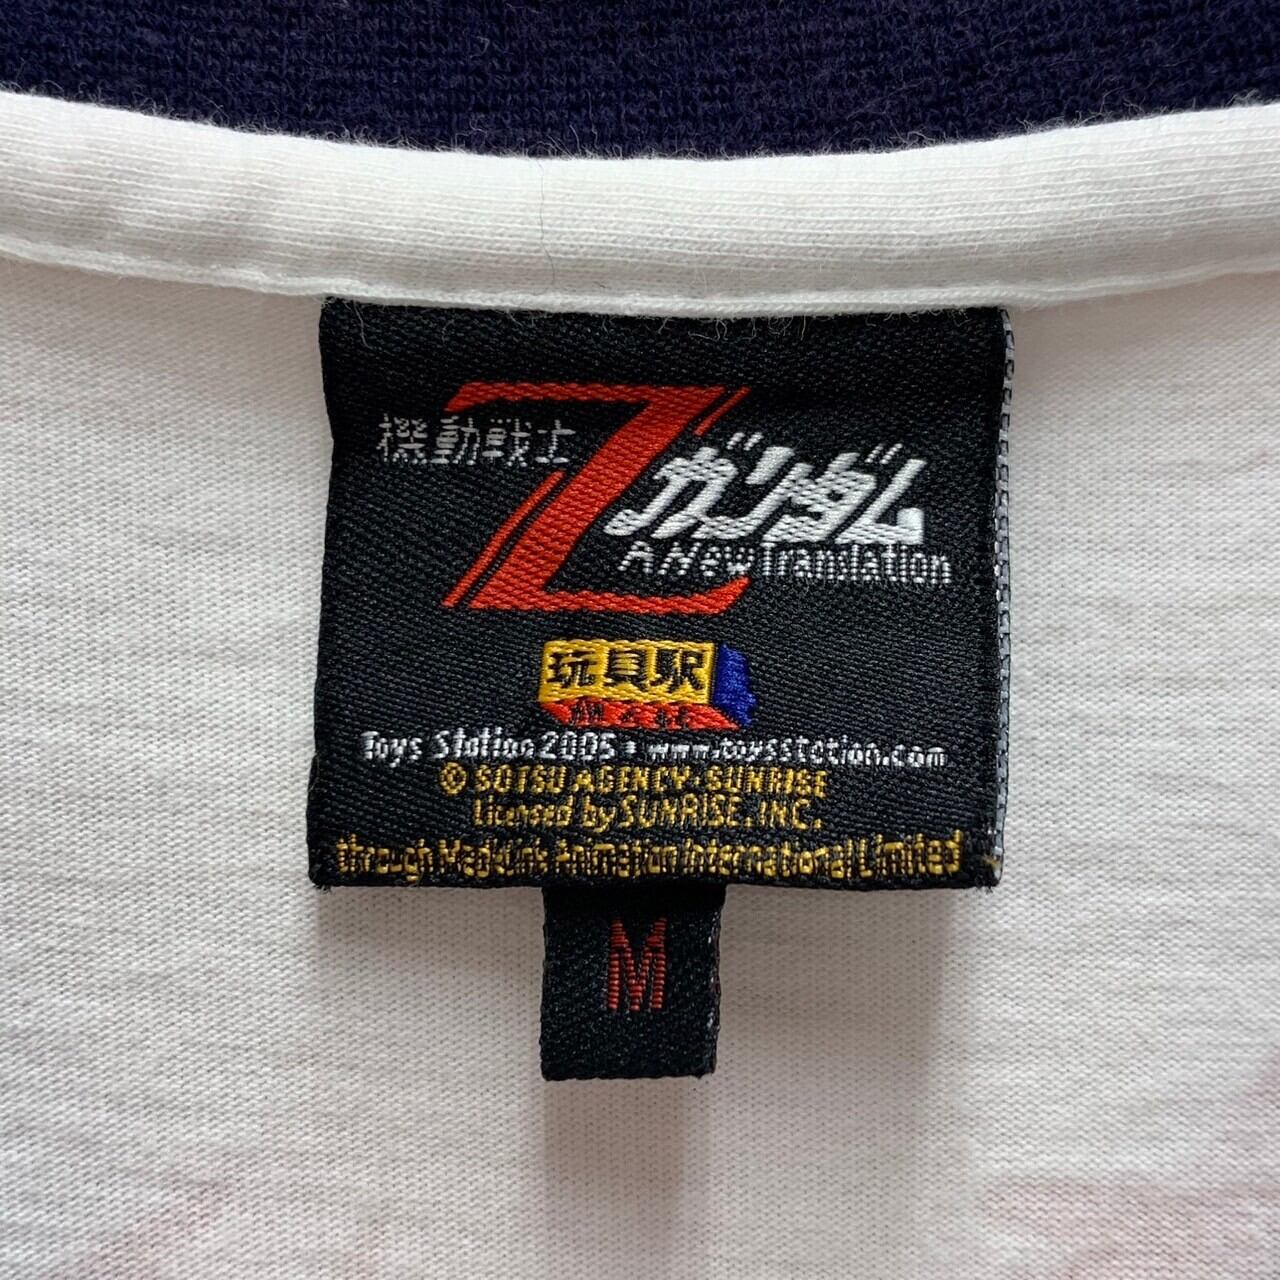 機動戦士
Z ガンダム
A New Translation
玩具駅
Toys Station 2005 • www.toysstation.com
© SOTSU AGENCY • SUNRISE
Licensed by SUNRISE, INC.
through Medialink Animation International Limited
M